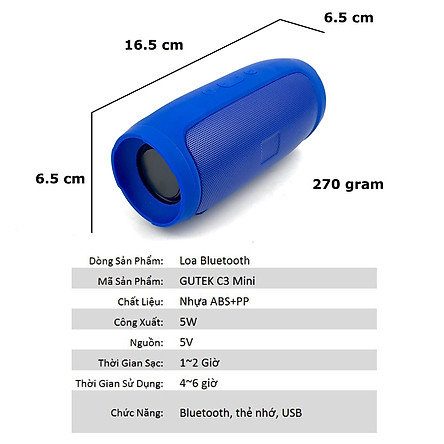 6.5 cm
16.5 cm
6.5 cm
270 gram
Dòng Sản Phẩm: Loa Bluetooth
Mã Sản Phẩm: GUTEK C3 Mini
Chất Liệu: Nhựa ABS+PP
Công Xuất: 5W
Nguồn: 5V
Thời Gian Sạc: 1~2 Giờ
Thời Gian Sử Dụng: 4~6 giờ
Chức Năng: Bluetooth, thẻ nhớ, USB